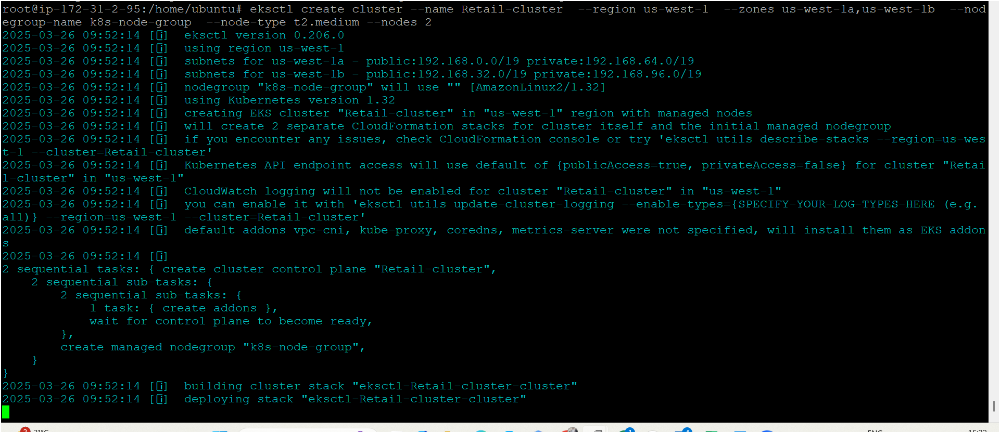 root@ip-172-31-2-95:/home/ubuntu# eksctl create cluster --name Retail-cluster  --region us-west-1  --zones us-west-1a,us-west-1b  --nod
egroup-name k8s-node-group  --node-type t2.medium --nodes 2
2025-03-26 09:52:14 [ℹ]  eksctl version 0.206.0
2025-03-26 09:52:14 [ℹ]  using region us-west-1
2025-03-26 09:52:14 [ℹ]  subnets for us-west-1a - public:192.168.0.0/19 private:192.168.64.0/19
2025-03-26 09:52:14 [ℹ]  subnets for us-west-1b - public:192.168.32.0/19 private:192.168.96.0/19
2025-03-26 09:52:14 [ℹ]  nodegroup "k8s-node-group" will use "" [AmazonLinux2/1.32]
2025-03-26 09:52:14 [ℹ]  using Kubernetes version 1.32
2025-03-26 09:52:14 [ℹ]  creating EKS cluster "Retail-cluster" in "us-west-1" region with managed nodes
2025-03-26 09:52:14 [ℹ]  will create 2 separate CloudFormation stacks for cluster itself and the initial managed nodegroup
2025-03-26 09:52:14 [ℹ]  if you encounter any issues, check CloudFormation console or try 'eksctl utils describe-stacks --region=us-wes
t-1 --cluster=Retail-cluster'
2025-03-26 09:52:14 [ℹ]  Kubernetes API endpoint access will use default of {publicAccess=true, privateAccess=false} for cluster "Retai
l-cluster" in "us-west-1"
2025-03-26 09:52:14 [ℹ]  CloudWatch logging will not be enabled for cluster "Retail-cluster" in "us-west-1"
2025-03-26 09:52:14 [ℹ]  you can enable it with 'eksctl utils update-cluster-logging --enable-types={SPECIFY-YOUR-LOG-TYPES-HERE (e.g.
all)} --region=us-west-1 --cluster=Retail-cluster'
2025-03-26 09:52:14 [ℹ]  default addons vpc-cni, kube-proxy, coredns, metrics-server were not specified, will install them as EKS addon
s
2025-03-26 09:52:14 [ℹ]
2 sequential tasks: { create cluster control plane "Retail-cluster",
    2 sequential sub-tasks: {
        2 sequential sub-tasks: {
            1 task: { create addons },
            wait for control plane to become ready,
        },
        create managed nodegroup "k8s-node-group",
    }
}
2025-03-26 09:52:14 [ℹ]  building cluster stack "eksctl-Retail-cluster-cluster"
2025-03-26 09:52:14 [ℹ]  deploying stack "eksctl-Retail-cluster-cluster"